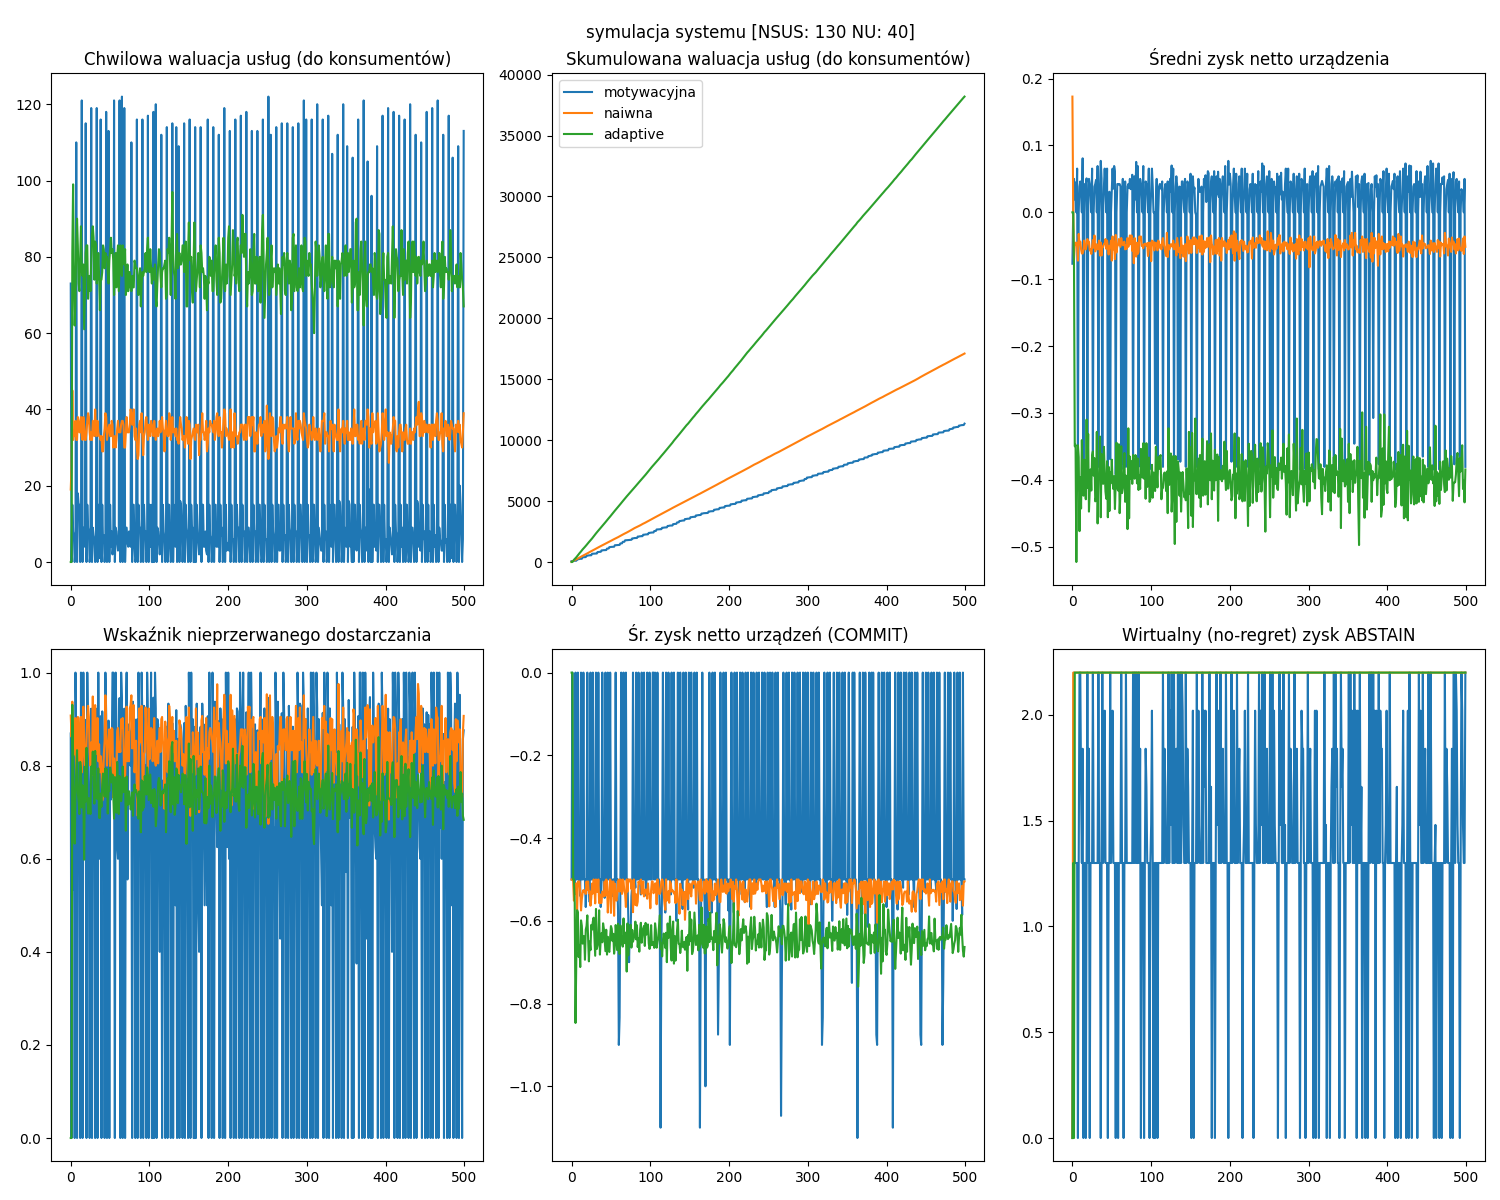 symulacja systemu [NSUS: 130 NU: 40]
Chwilowa waluacja usług (do konsumentów)
120
100
80
60
40
20
0
0 100 200 300 400 500
Skumulowana waluacja usług (do konsumentów)
motywacyjna
naiwna
adaptive
40000
35000
30000
25000
20000
15000
10000
5000
0
0 100 200 300 400 500
Średni zysk netto urządzenia
0.2
0.1
0.0
−0.1
−0.2
−0.3
−0.4
−0.5
0 100 200 300 400 500
Wskaźnik nieprzerwanego dostarczania
1.0
0.8
0.6
0.4
0.2
0.0
0 100 200 300 400 500
Śr. zysk netto urządzeń (COMMIT)
0.0
−0.2
−0.4
−0.6
−0.8
−1.0
0 100 200 300 400 500
Wirtualny (no-regret) zysk ABSTAIN
2.0
1.5
1.0
0.5
0.0
0 100 200 300 400 500